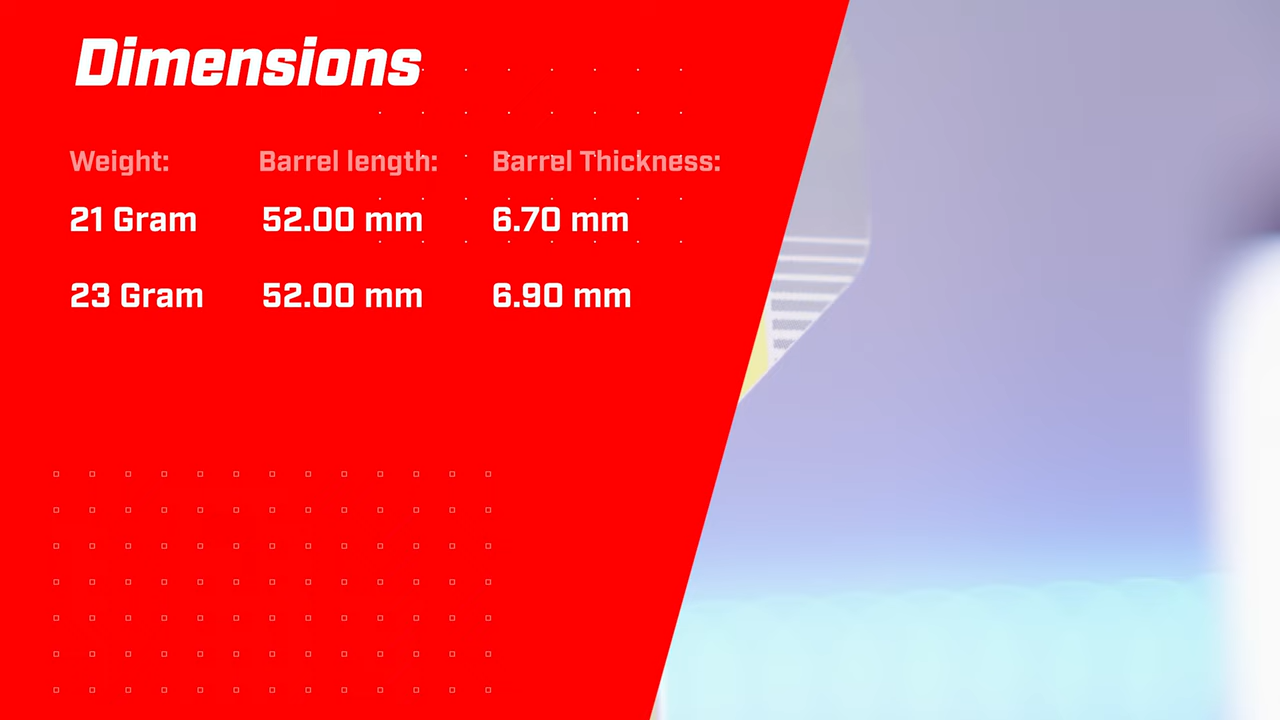 Dimensions
Weight: Barrel length: Barrel Thickness:
21 Gram 52.00 mm 6.70 mm
23 Gram 52.00 mm 6.90 mm